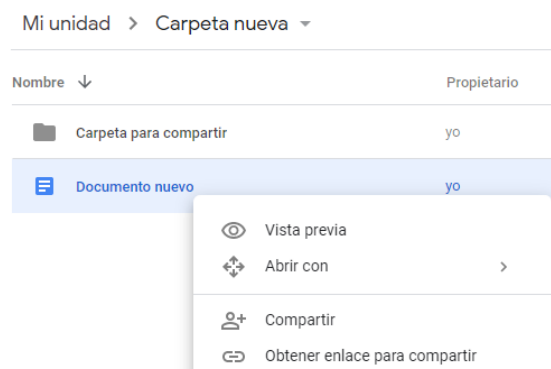 Mi unidad > Carpeta nueva
Nombre ↓ Propietario
Carpeta para compartir yo
Documento nuevo yo
Vista previa
Abrir con >
Compartir
Obtener enlace para compartir